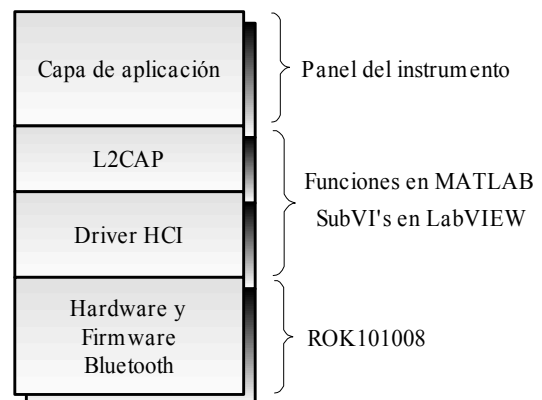 Capa de aplicación
Panel del instrumento
L2CAP
Driver HCI
Funciones en MATLAB
SubVI's en LabVIEW
Hardware y
Firmware
Bluetooth
ROK101008